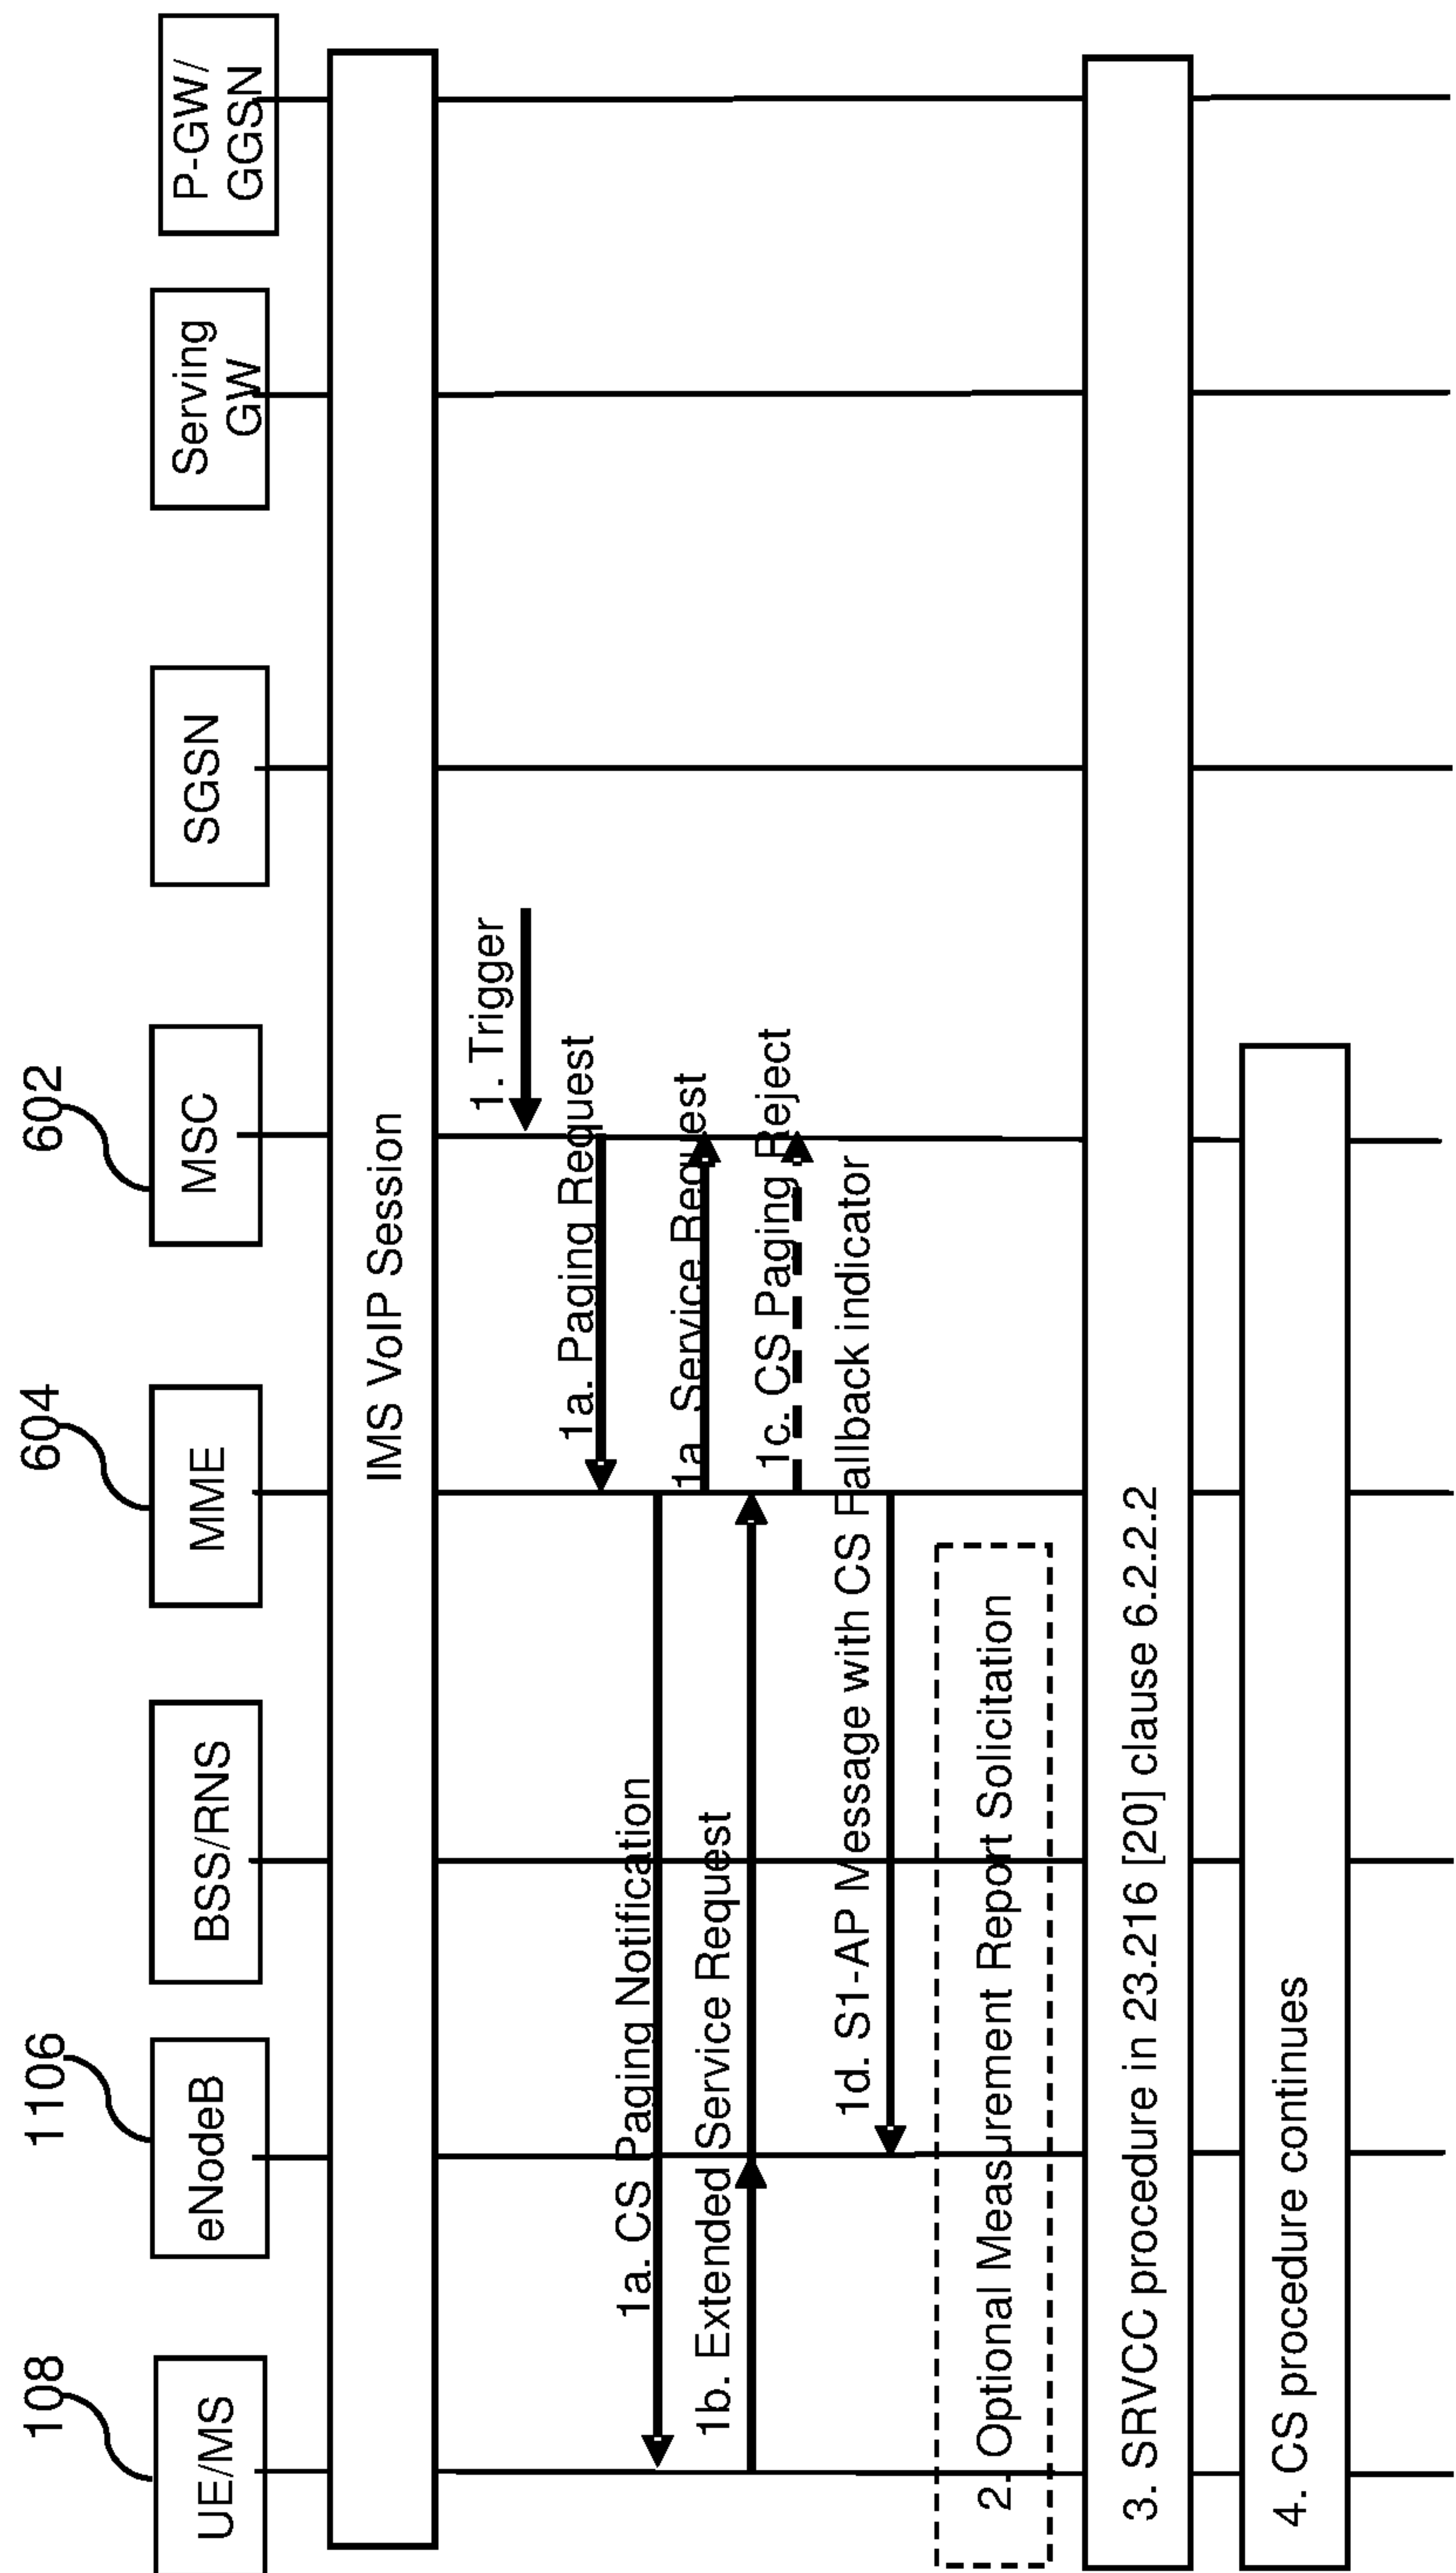 108
1106
604
602
UE/MS
eNodeB
BSS/RNS
MME
MSC
SGSN
Serving
GW
P-GW/
GGSN
IMS VoIP Session
1. Trigger
1a. Paging Request
1a. CS Paging Notification
1a. Service Request
1b. Extended Service Request
1c. CS Paging Reject
1d. S1-AP Message with CS Fallback indicator
2. Optional Measurement Report Solicitation
3. SRVCC procedure in 23.216 [20] clause 6.2.2.2
4. CS procedure continues